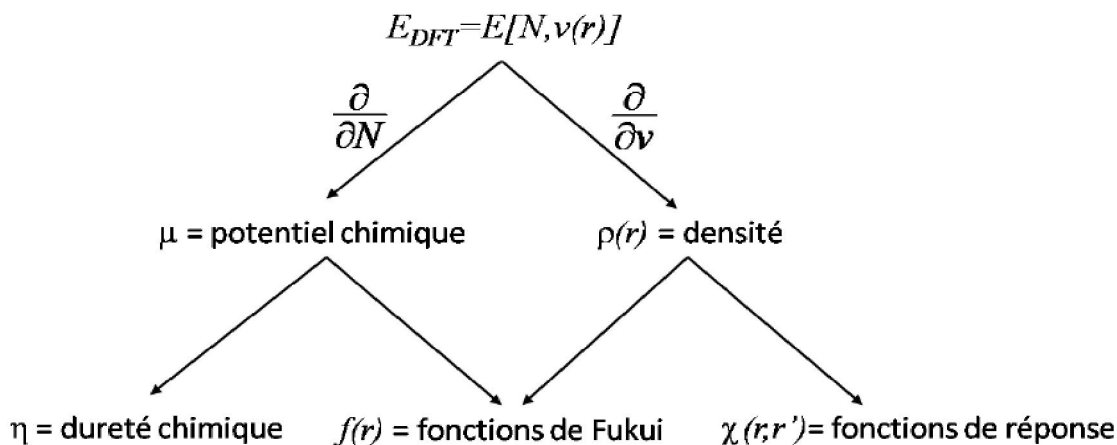 E_DFT=E[N,v(r)]
∂/∂N ∂/∂v
μ = potentiel chimique ρ(r) = densité
η = dureté chimique f(r) = fonctions de Fukui χ(r,r')= fonctions de réponse